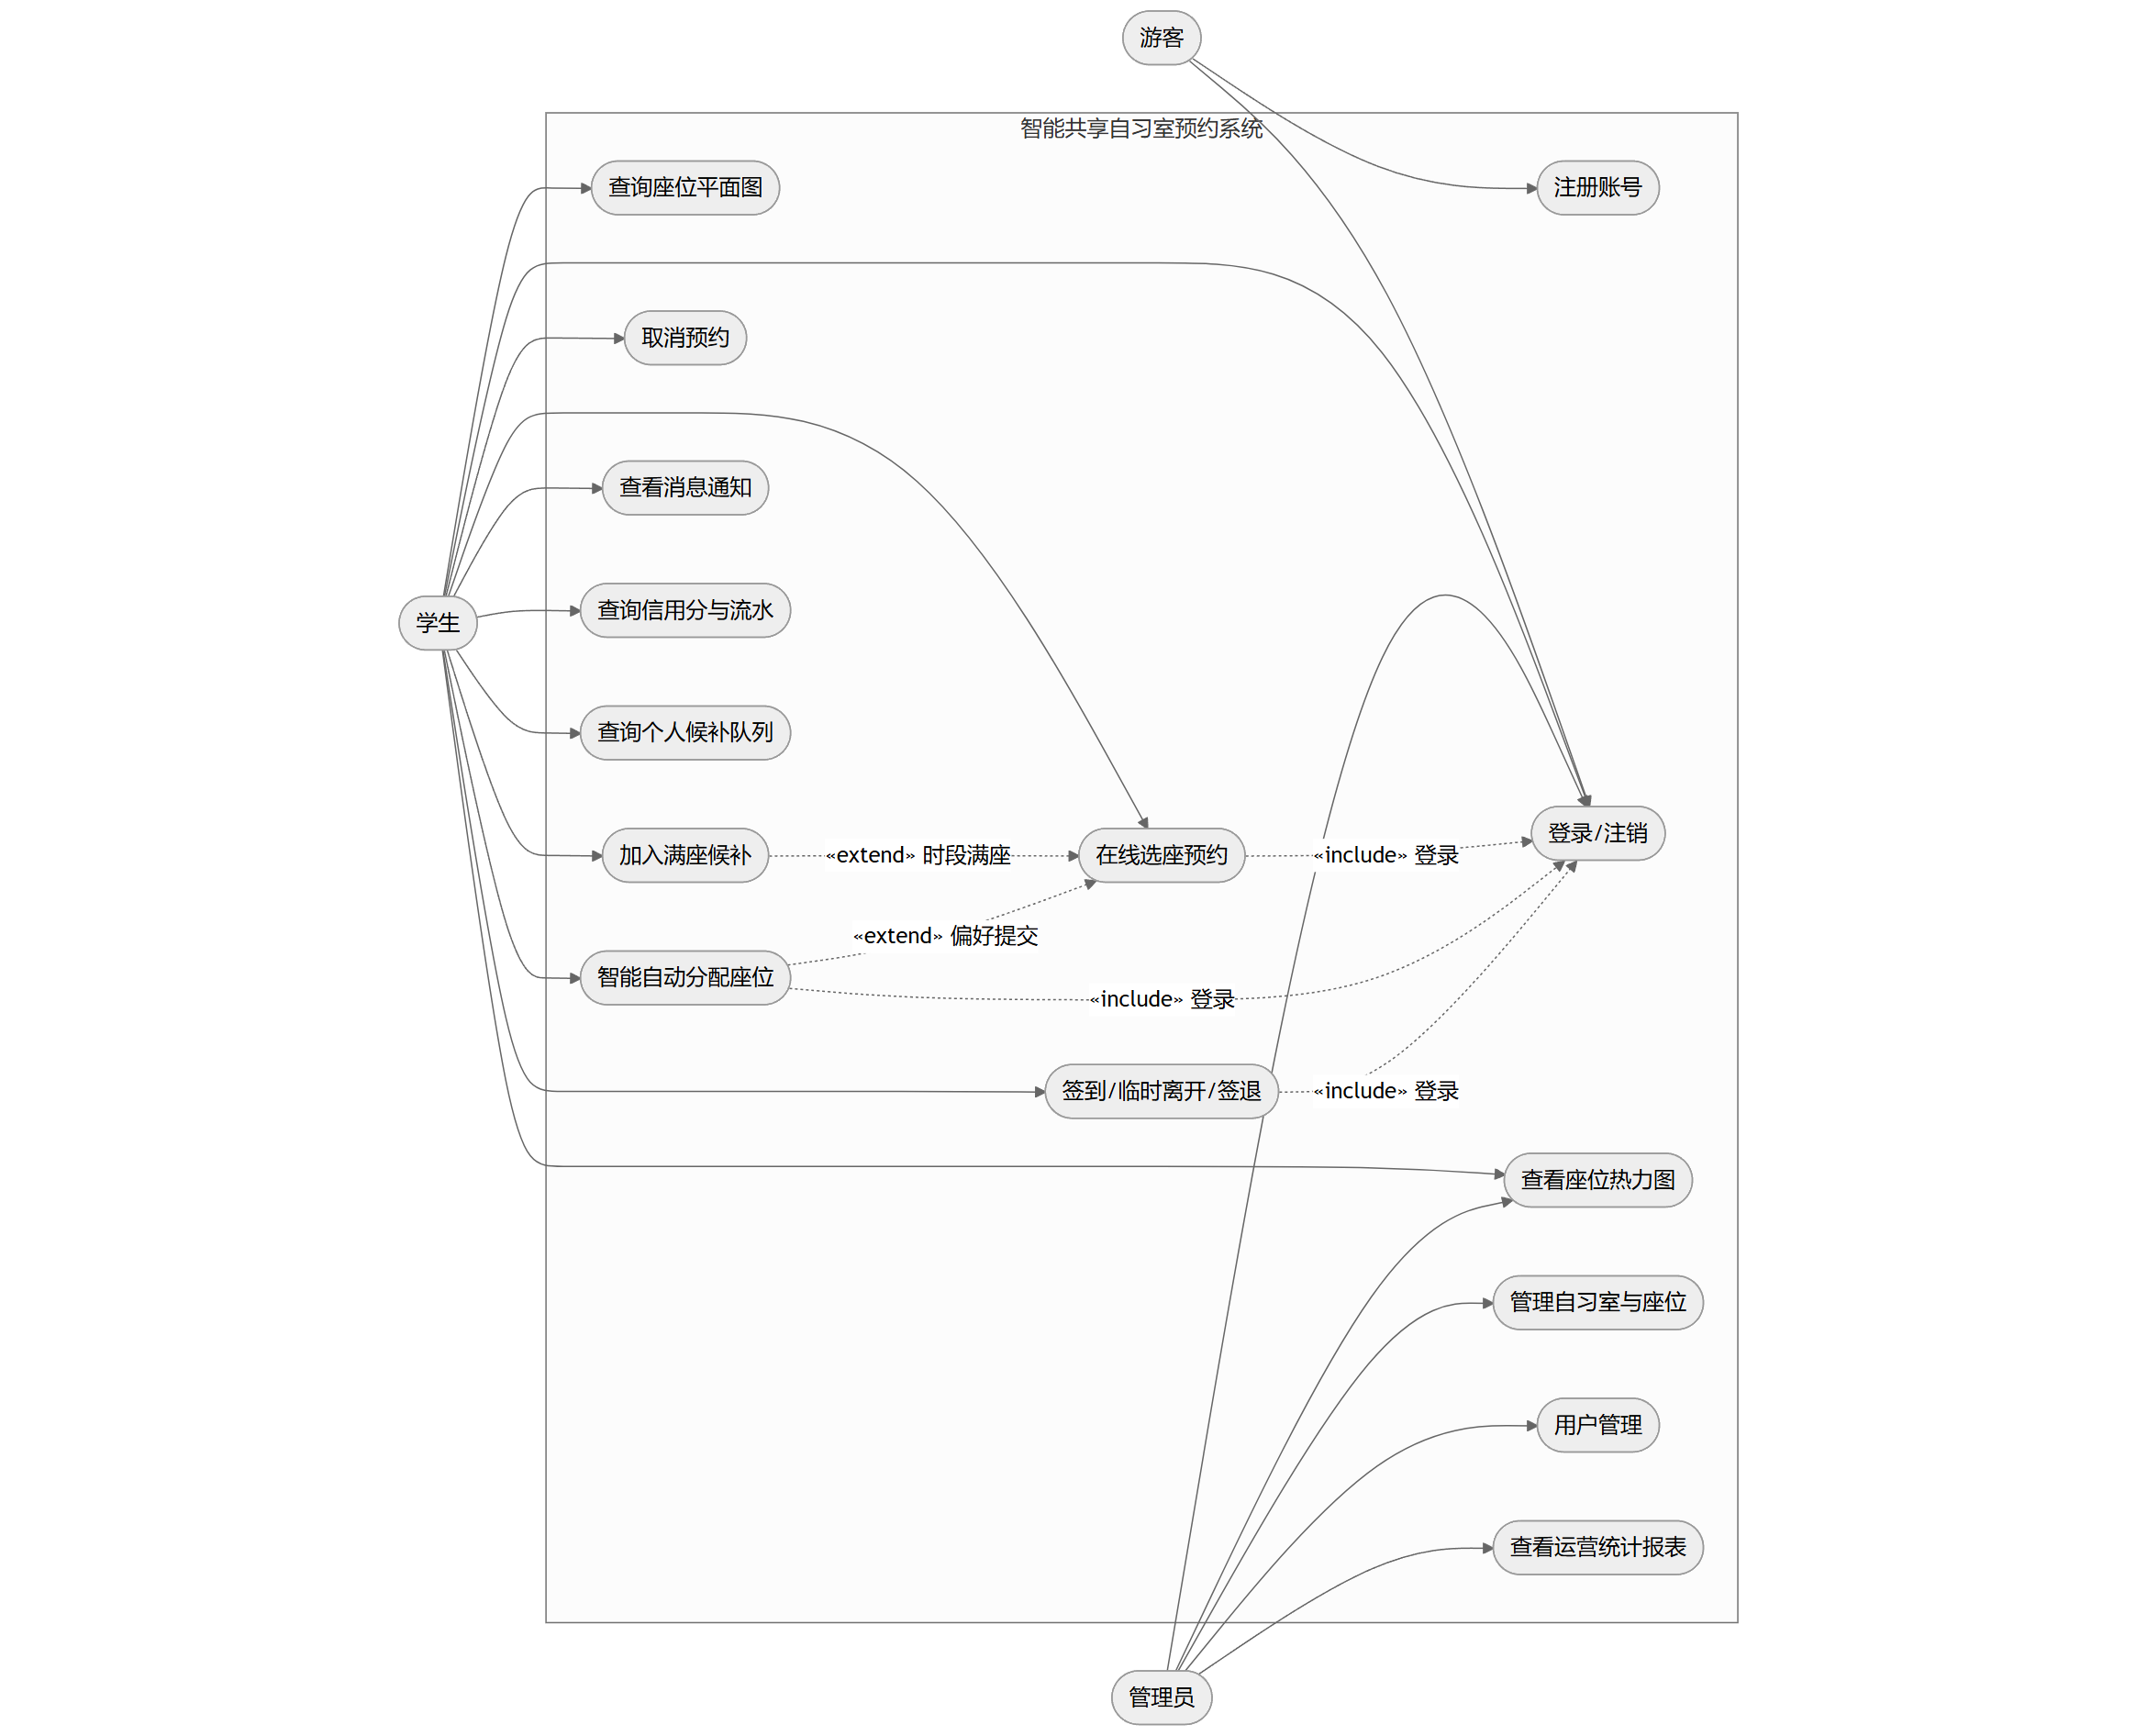 游客
智能共享自习室预约系统
查询座位平面图
注册账号
取消预约
查看消息通知
查询信用分与流水
学生
查询个人候补队列
加入满座候补
«extend» 时段满座
在线选座预约
«include» 登录
登录/注销
«extend» 偏好提交
智能自动分配座位
«include» 登录
签到/临时离开/签退
«include» 登录
查看座位热力图
管理自习室与座位
用户管理
查看运营统计报表
管理员